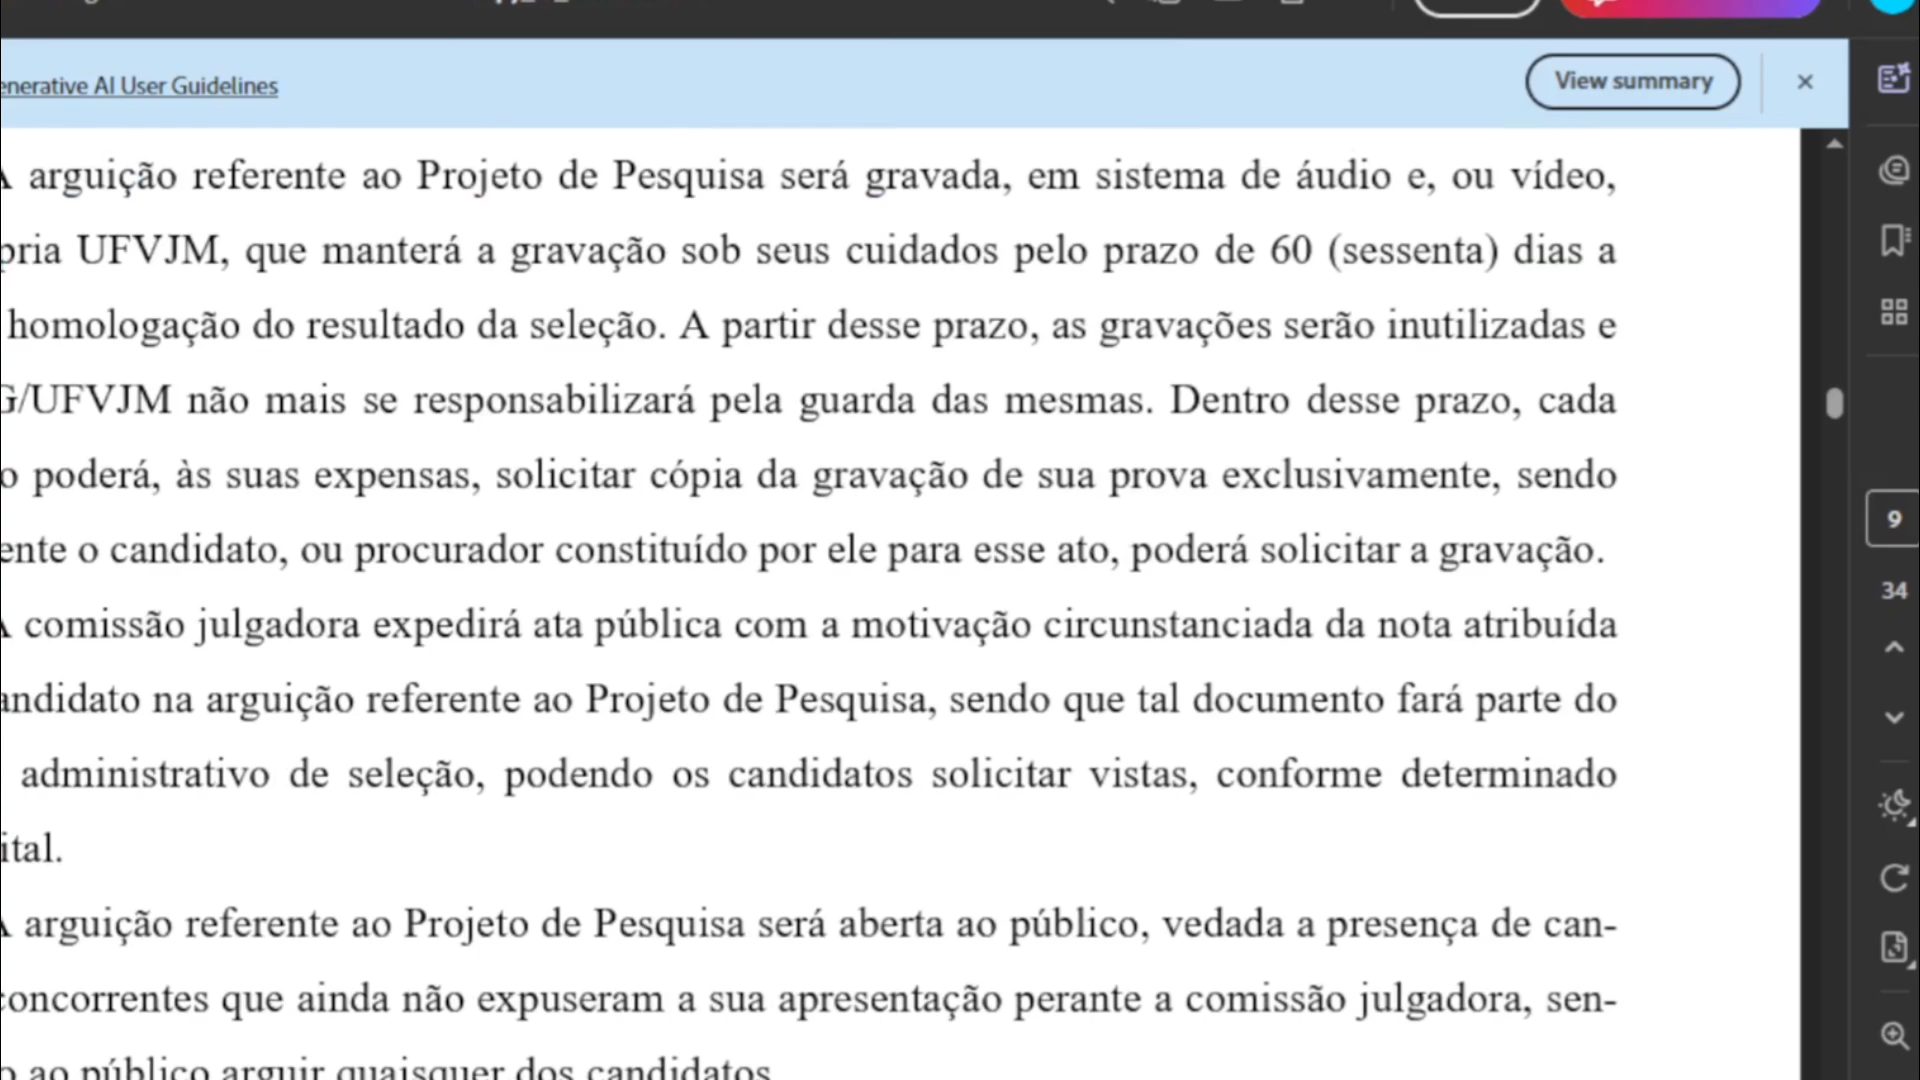 enerative AI User Guidelines
View summary
A arguição referente ao Projeto de Pesquisa será gravada, em sistema de áudio e, ou vídeo,
pria UFVJM, que manterá a gravação sob seus cuidados pelo prazo de 60 (sessenta) dias a
homologação do resultado da seleção. A partir desse prazo, as gravações serão inutilizadas e
G/UFVJM não mais se responsabilizará pela guarda das mesmas. Dentro desse prazo, cada
o poderá, às suas expensas, solicitar cópia da gravação de sua prova exclusivamente, sendo
ente o candidato, ou procurador constituído por ele para esse ato, poderá solicitar a gravação.
A comissão julgadora expedirá ata pública com a motivação circunstanciada da nota atribuída
andidato na arguição referente ao Projeto de Pesquisa, sendo que tal documento fará parte do
administrativo de seleção, podendo os candidatos solicitar vistas, conforme determinado
ital.
A arguição referente ao Projeto de Pesquisa será aberta ao público, vedada a presença de can-
concorrentes que ainda não expuseram a sua apresentação perante a comissão julgadora, sen-
o ao público arguir quaisquer dos candidatos
9
34